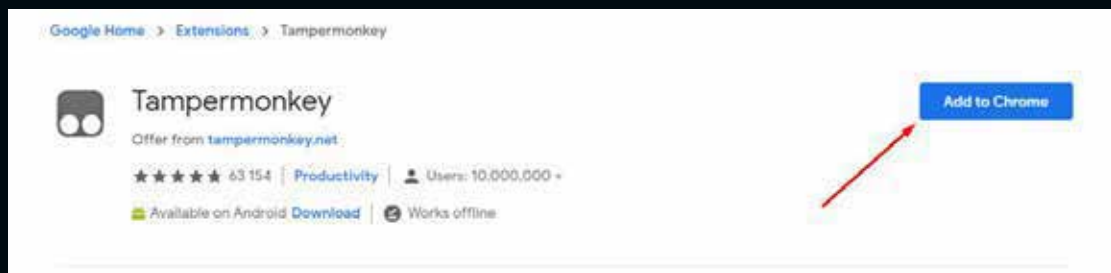 Google Home > Extensions > Tampermonkey
Tampermonkey
Add to Chrome
Offer from tampermonkey.net
63 154 | Productivity | Users: 10.000,000 +
Available on Android Download | Works offline